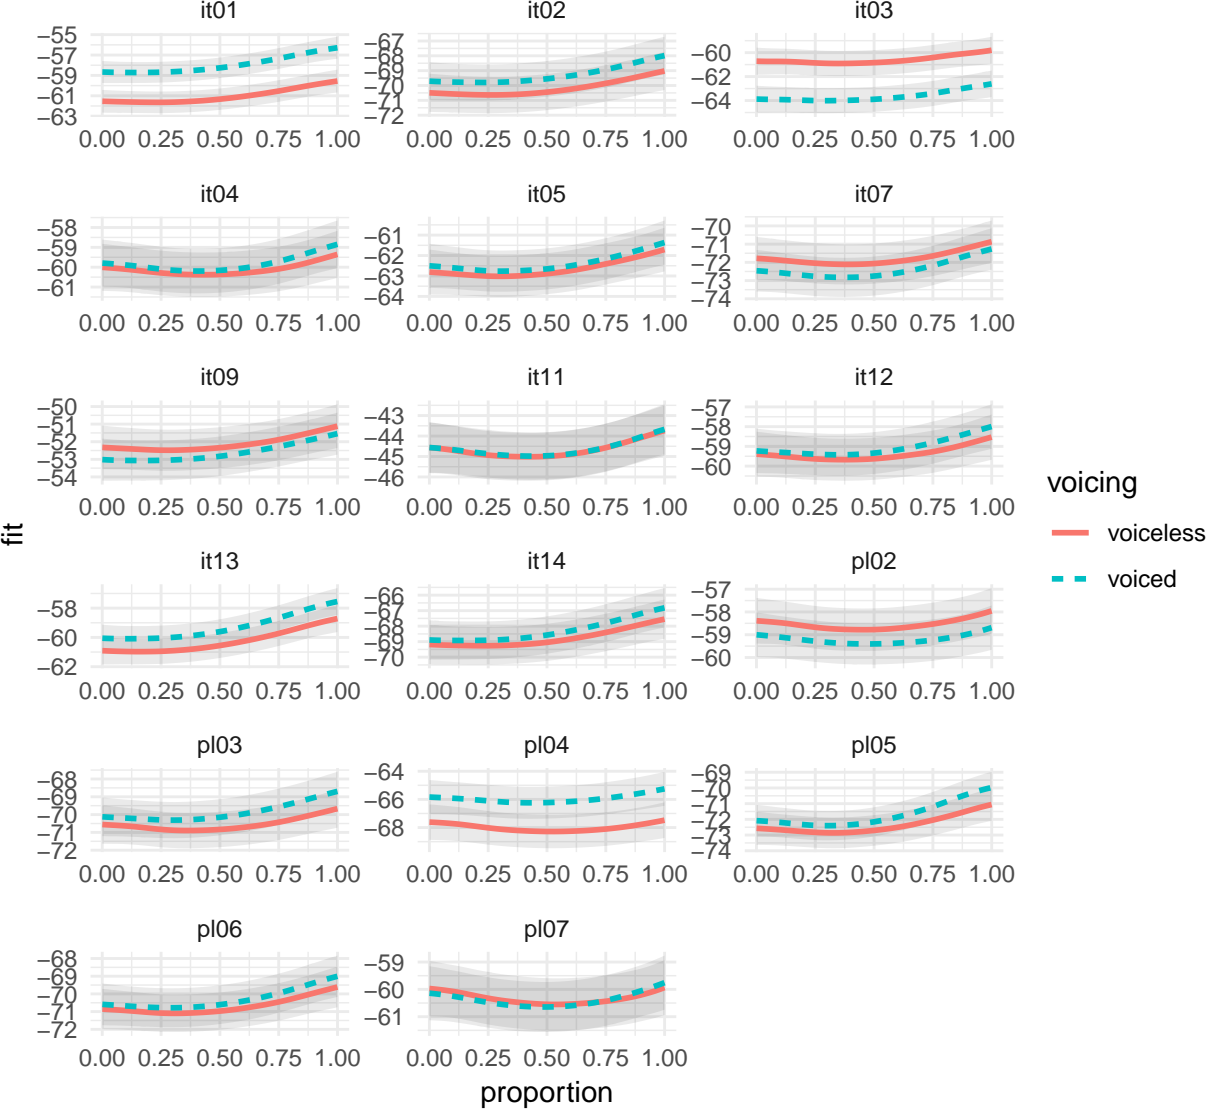 it01 it02 it03
−55 −57 −59 −61 −63
−67 −68 −69 −70 −71 −72
−60 −62 −64
0.00 0.25 0.50 0.75 1.00 0.00 0.25 0.50 0.75 1.00 0.00 0.25 0.50 0.75 1.00
it04 it05 it07
−58 −59 −60 −61
−61 −62 −63 −64
−70 −71 −72 −73 −74
0.00 0.25 0.50 0.75 1.00 0.00 0.25 0.50 0.75 1.00 0.00 0.25 0.50 0.75 1.00
it09 it11 it12
−50 −51 −52 −53 −54
−43 −44 −45 −46
−57 −58 −59 −60
0.00 0.25 0.50 0.75 1.00 0.00 0.25 0.50 0.75 1.00 0.00 0.25 0.50 0.75 1.00
it13 it14 pl02
−58 −60 −62
−66 −67 −68 −69 −70
−57 −58 −59 −60
0.00 0.25 0.50 0.75 1.00 0.00 0.25 0.50 0.75 1.00 0.00 0.25 0.50 0.75 1.00
pl03 pl04 pl05
−68 −69 −70 −71 −72
−64 −66 −68
−69 −70 −71 −72 −73 −74
0.00 0.25 0.50 0.75 1.00 0.00 0.25 0.50 0.75 1.00 0.00 0.25 0.50 0.75 1.00
pl06 pl07
−68 −69 −70 −71 −72
−59 −60 −61
0.00 0.25 0.50 0.75 1.00 0.00 0.25 0.50 0.75 1.00
proportion
fit
voicing
voiceless
voiced